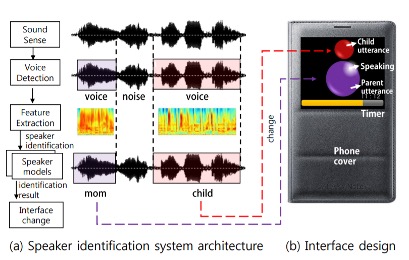 Sound
Sense
Voice
Detection
voice
noise
voice
Feature
Extraction
speaker
identification
Speaker
models
identification
result
Interface
change
mom
child
change
Child
utterance
Speaking
Parent
utterance
Timer
Phone
cover
(a) Speaker identification system architecture
(b) Interface design